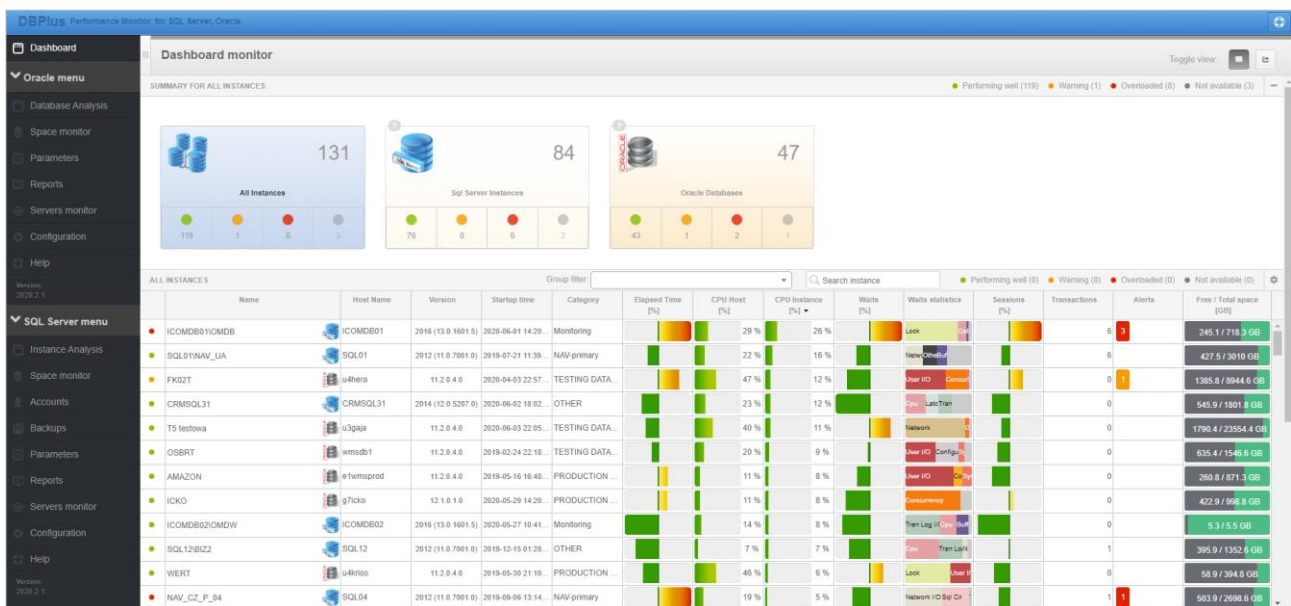 DBPlus Performance Monitor for SQL Server, Oracle
Dashboard
Dashboard monitor
Toggle view:
Oracle menu
SUMMARY FOR ALL INSTANCES
Performing well (119) Warning (1) Overloaded (8) Not available (3)
Database Analysis
Space monitor
Parameters
Reports
Servers monitor
Configuration
Help
Version:
2020.2.1
131
All Instances
119 1 8 3
84
Sql Server Instances
76 0 6 2
ORACLE
47
Oracle Databases
43 1 2 1
SQL Server menu
Instance Analysis
Space monitor
Accounts
Backups
Parameters
Reports
Servers monitor
Configuration
Help
Version:
2020.2.1
ALL INSTANCES Group filter: Search instance Performing well (0) Warning (0) Overloaded (0) Not available (0)
Name Host Name Version Startup time Category Elapsed Time [%] CPU Host [%] CPU Instance [%] Waits [%] Waits statistics Sessions [%] Transactions Alerts Free / Total space [GB]
ICOMDB01\OMDB ICOMDB01 2016 (13.0.1601.5) 2020-06-01 14:20... Monitoring 29 % 26 % Lock 6 3 245.1 / 718.3 GB
SQL01\NAV_UA SQL01 2012 (11.0.7001.0) 2019-07-21 11:39... NAV-primary 22 % 16 % 6 427.5 / 3010 GB
FK02T u4hera 11.2.0.4.0 2020-04-03 22:57... TESTING DATA... 47 % 12 % User I/O Concur 0 1 1385.8 / 8944.6 GB
CRMSQL31 CRMSQL31 2014 (12.0.5207.0) 2020-06-02 18:02... OTHER 23 % 12 % Cpu Latc Tran 0 545.9 / 1801.8 GB
T5 testowa u3gaja 11.2.0.4.0 2020-06-03 22:05... TESTING DATA... 40 % 11 % Network 0 1790.4 / 23554.4 GB
OSBRT wmsdb1 11.2.0.4.0 2019-02-24 22:18... TESTING DATA... 20 % 9 % User I/O Configu 0 635.4 / 1546.6 GB
AMAZON e1wmsprod 11.2.0.4.0 2019-05-16 16:48... PRODUCTION ... 11 % 8 % User I/O 0 260.8 / 871.3 GB
ICKO g7icko 12.1.0.1.0 2020-05-29 14:20... PRODUCTION ... 11 % 8 % Concurrency 0 422.9 / 998.8 GB
ICOMDB02\OMDW ICOMDB02 2016 (13.0.1601.5) 2020-05-27 10:41... Monitoring 14 % 8 % Tran Log Cpu Buff 0 5.3 / 5.5 GB
SQL12\BIZ2 SQL12 2012 (11.0.7001.0) 2019-12-15 01:28... OTHER 7 % 7 % Cpu Tran 1 395.9 / 1352.6 GB
WERT u4krios 11.2.0.4.0 2019-05-30 21:10... PRODUCTION ... 46 % 6 % Lock User 0 58.9 / 394.8 GB
NAV_CZ_P_04 SQL04 2012 (11.0.7001.0) 2019-09-06 13:14... NAV-primary 19 % 5 % Network I/O Sql Clr 1 1 503.9 / 2698.6 GB